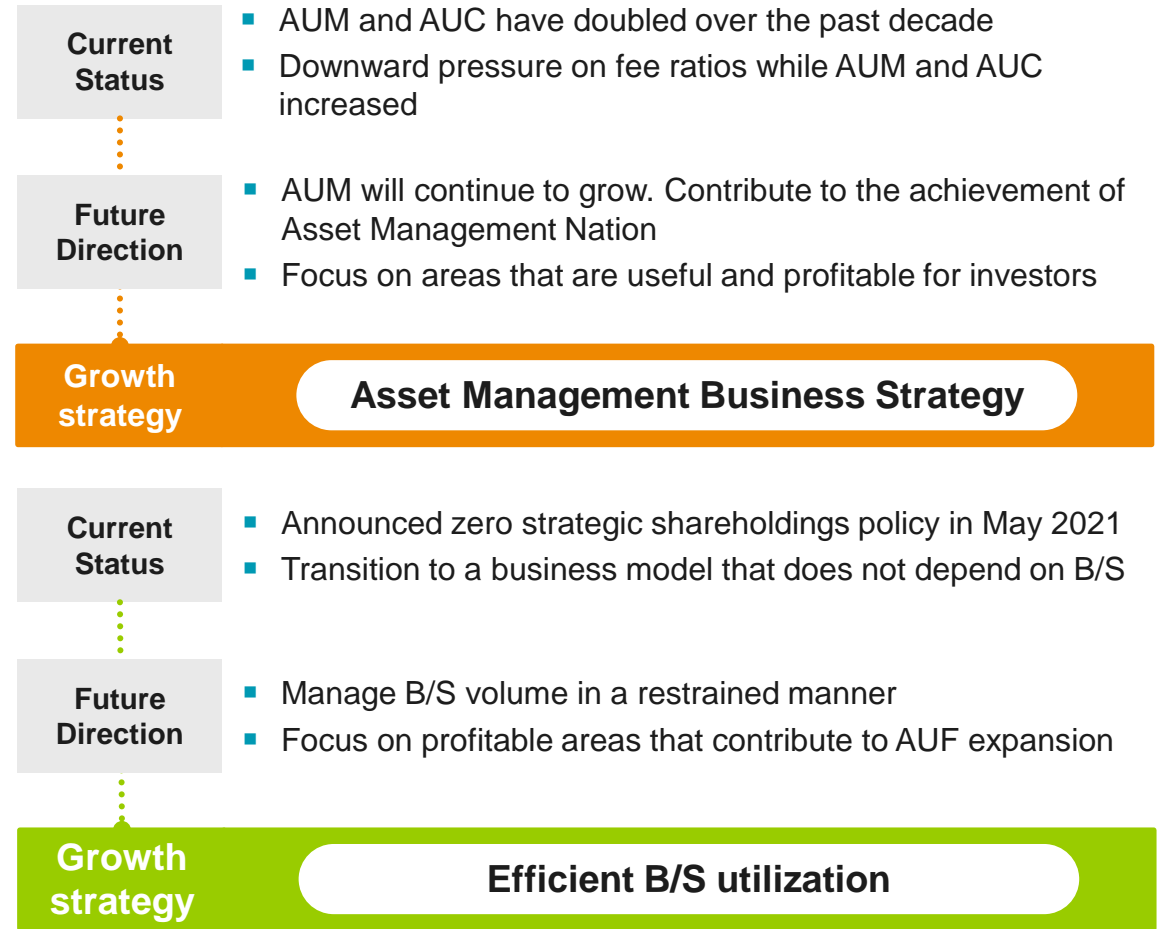 Current
Status
AUM and AUC have doubled over the past decade
Downward pressure on fee ratios while AUM and AUC
increased
Future
Direction
AUM will continue to grow. Contribute to the achievement of
Asset Management Nation
Focus on areas that are useful and profitable for investors
Growth
strategy
Asset Management Business Strategy
Current
Status
Announced zero strategic shareholdings policy in May 2021
Transition to a business model that does not depend on B/S
Future
Direction
Manage B/S volume in a restrained manner
Focus on profitable areas that contribute to AUF expansion
Growth
strategy
Efficient B/S utilization